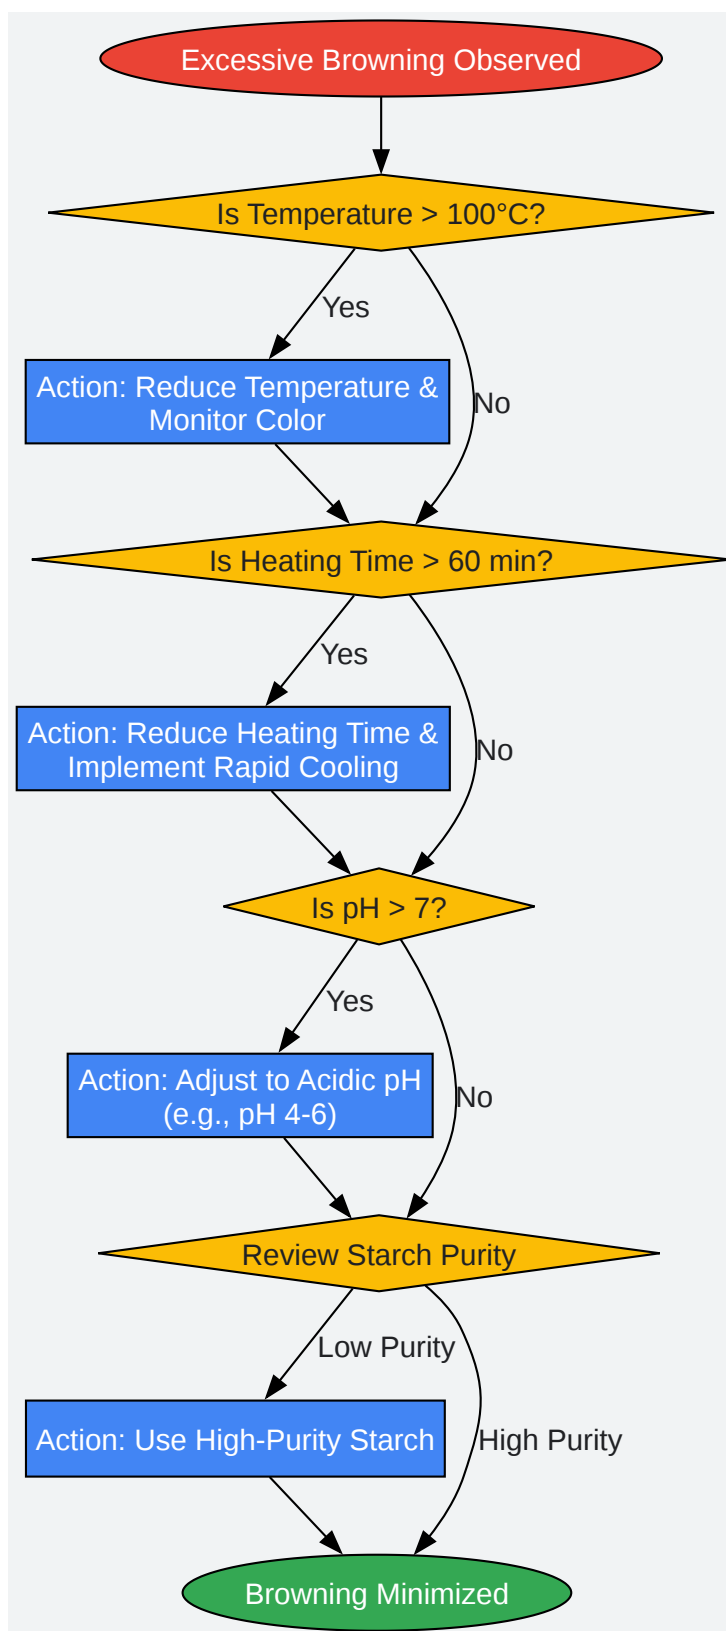 Excessive Browning Observed
Is Temperature > 100°C?
Yes
Action: Reduce Temperature &
Monitor Color
No
Is Heating Time > 60 min?
Yes
Action: Reduce Heating Time &
Implement Rapid Cooling
No
Is pH > 7?
Yes
Action: Adjust to Acidic pH
(e.g., pH 4-6)
No
Review Starch Purity
Low Purity
Action: Use High-Purity Starch
High Purity
Browning Minimized